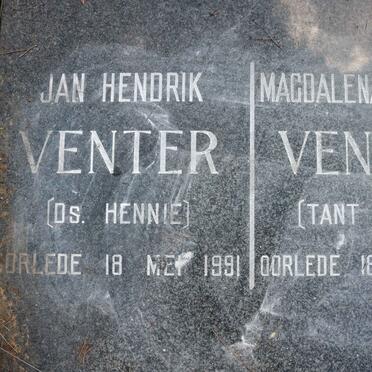 JAN HENDRIK
VENTER
(DS. HENNIE)
OORLEDE 18 MEI 1991
MAGDALENA
VEN
(TANT
OORLEDE 18